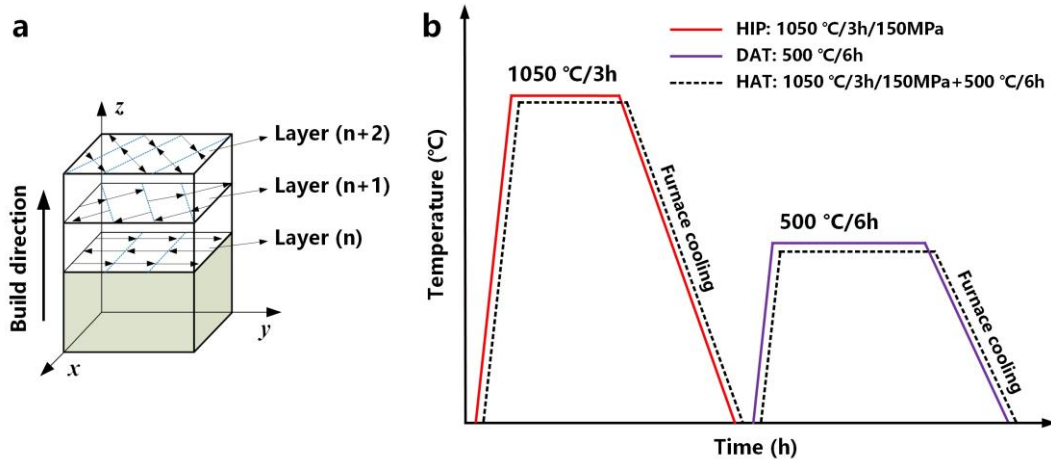 a
z
Layer (n+2)
Layer (n+1)
Layer (n)
Build direction
y
x
b
HIP: 1050 °C/3h/150MPa
DAT: 500 °C/6h
HAT: 1050 °C/3h/150MPa+500 °C/6h
1050 °C/3h
Furnace cooling
500 °C/6h
Furnace cooling
Temperature (°C)
Time (h)